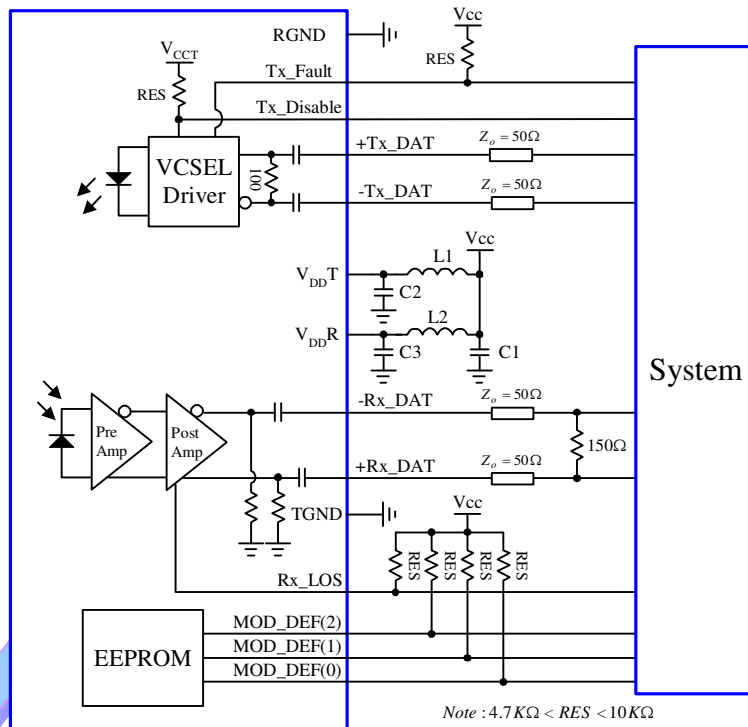 RGND
Vcc
RES
V_CCT
RES
Tx_Fault
Tx_Disable
VCSEL
Driver
100
+Tx_DAT
Z_o = 50Ω
-Tx_DAT
Z_o = 50Ω
Vcc
V_DDT
L1
C2
V_DDR
L2
C3
C1
System
Pre
Amp
Post
Amp
-Rx_DAT
Z_o = 50Ω
150Ω
+Rx_DAT
Z_o = 50Ω
TGND
Vcc
RES
RES
RES
RES
Rx_LOS
EEPROM
MOD_DEF(2)
MOD_DEF(1)
MOD_DEF(0)
Note : 4.7KΩ < RES < 10KΩ